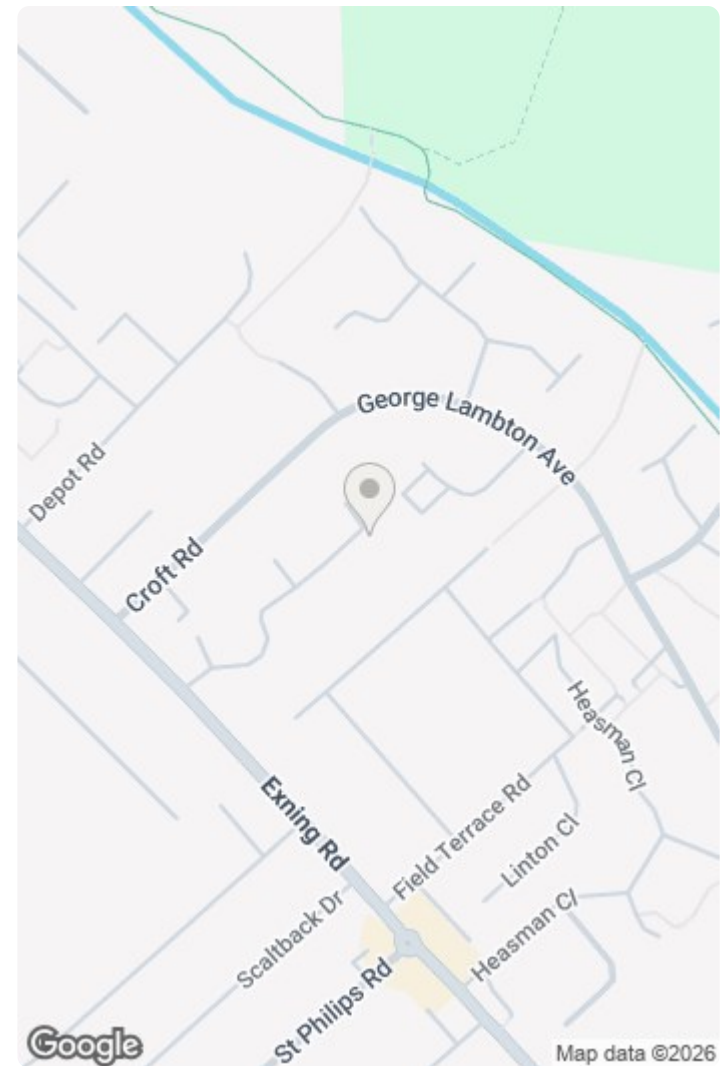 George Lambton Ave
Depot Rd
Croft Rd
Heasman Cl
Exning Rd
Field Terrace Rd
Linton Cl
Scaltback Dr
Heasman Cl
St Philips Rd
Google
Map data ©2026